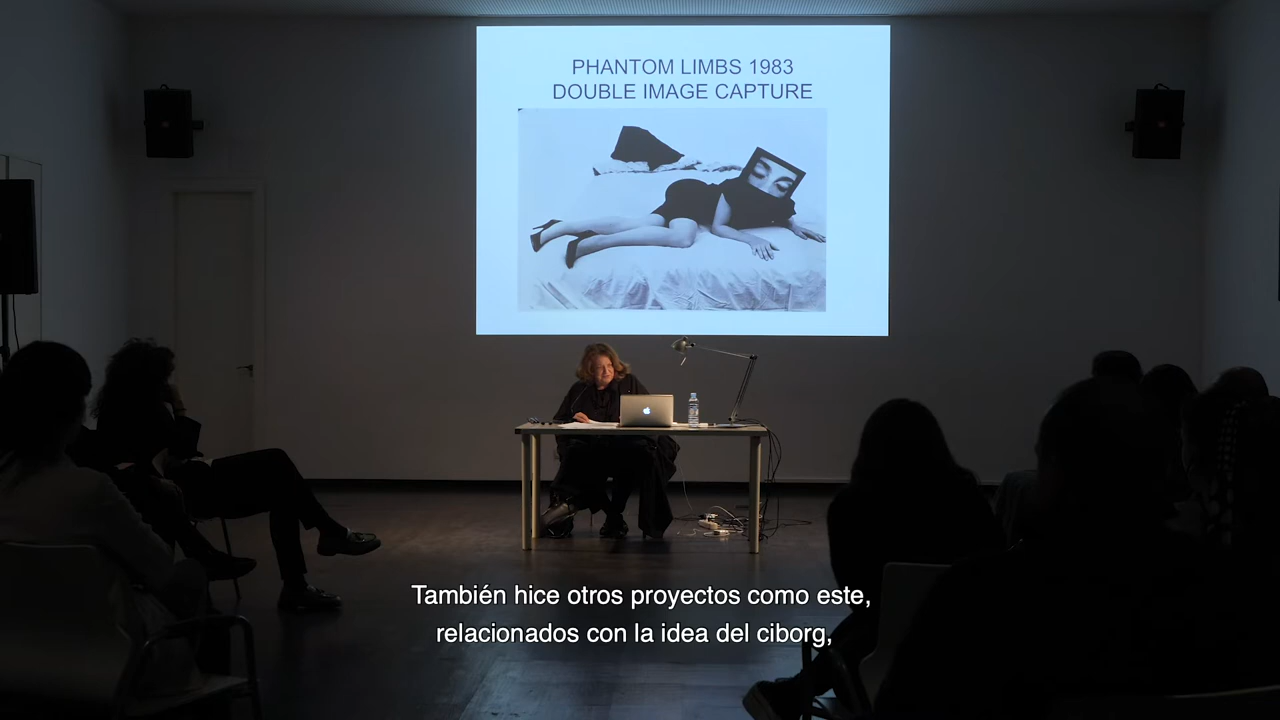 PHANTOM LIMBS 1983
DOUBLE IMAGE CAPTURE
También hice otros proyectos como este,
relacionados con la idea del ciborg,